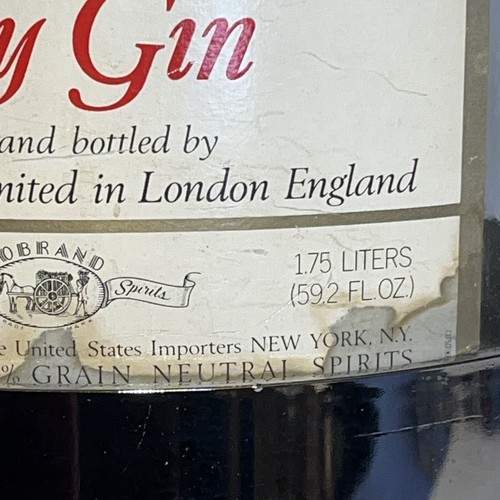 y Gin
and bottled by
nited in London England
OBRAND
Spirits
1.75 LITERS
(59.2 FL.OZ.)
e United States Importers NEW YORK, N.Y.
% GRAIN NEUTRAL SPIRITS